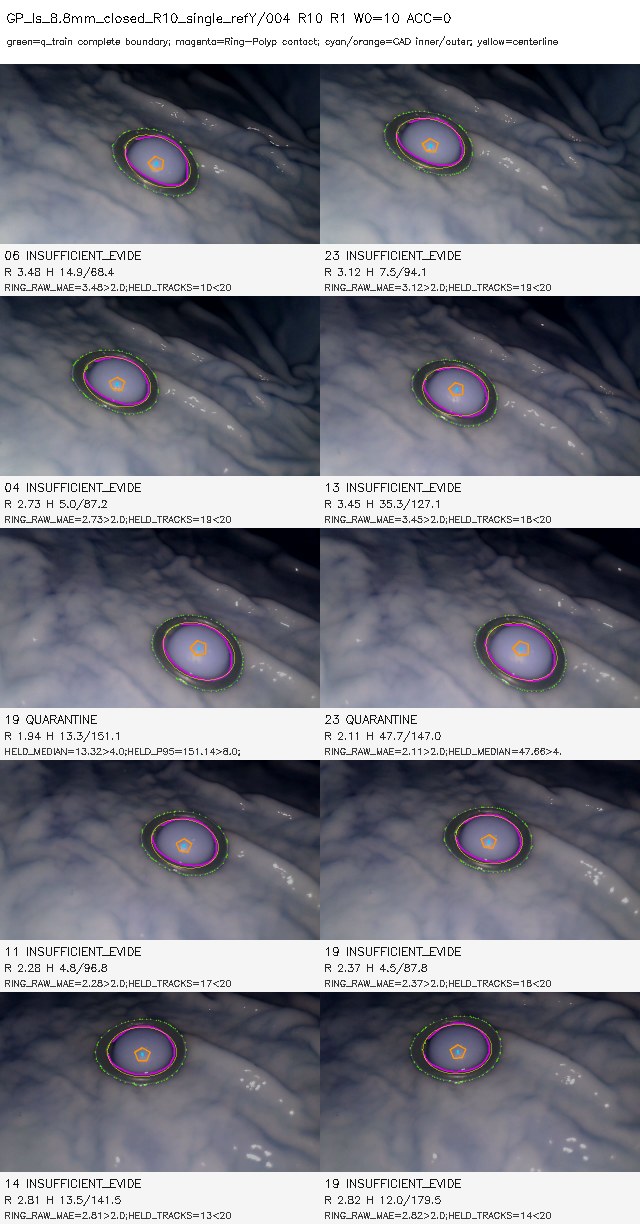 GP_Is_8.8mm_closed_R10_single_refY/004 R10 R1 W0=10 ACC=0
green=q_train complete boundary; magenta=Ring-Polyp contact; cyan/orange=CAD inner/outer; yellow=centerline
06 INSUFFICIENT_EVIDE
R 3.48 H 14.9/68.4
RING_RAW_MAE=3.48>2.0;HELD_TRACKS=10<20
23 INSUFFICIENT_EVIDE
R 3.12 H 7.5/94.1
RING_RAW_MAE=3.12>2.0;HELD_TRACKS=19<20
04 INSUFFICIENT_EVIDE
R 2.73 H 5.0/87.2
RING_RAW_MAE=2.73>2.0;HELD_TRACKS=19<20
13 INSUFFICIENT_EVIDE
R 3.45 H 35.3/127.1
RING_RAW_MAE=3.45>2.0;HELD_TRACKS=18<20
19 QUARANTINE
R 1.94 H 13.3/151.1
HELD_MEDIAN=13.32>4.0;HELD_P95=151.14>8.0;
23 QUARANTINE
R 2.11 H 47.7/147.0
RING_RAW_MAE=2.11>2.0;HELD_MEDIAN=47.66>4.
11 INSUFFICIENT_EVIDE
R 2.28 H 4.8/96.8
RING_RAW_MAE=2.28>2.0;HELD_TRACKS=17<20
19 INSUFFICIENT_EVIDE
R 2.37 H 4.5/87.8
RING_RAW_MAE=2.37>2.0;HELD_TRACKS=18<20
14 INSUFFICIENT_EVIDE
R 2.81 H 13.5/141.5
RING_RAW_MAE=2.81>2.0;HELD_TRACKS=13<20
19 INSUFFICIENT_EVIDE
R 2.82 H 12.0/179.5
RING_RAW_MAE=2.82>2.0;HELD_TRACKS=14<20